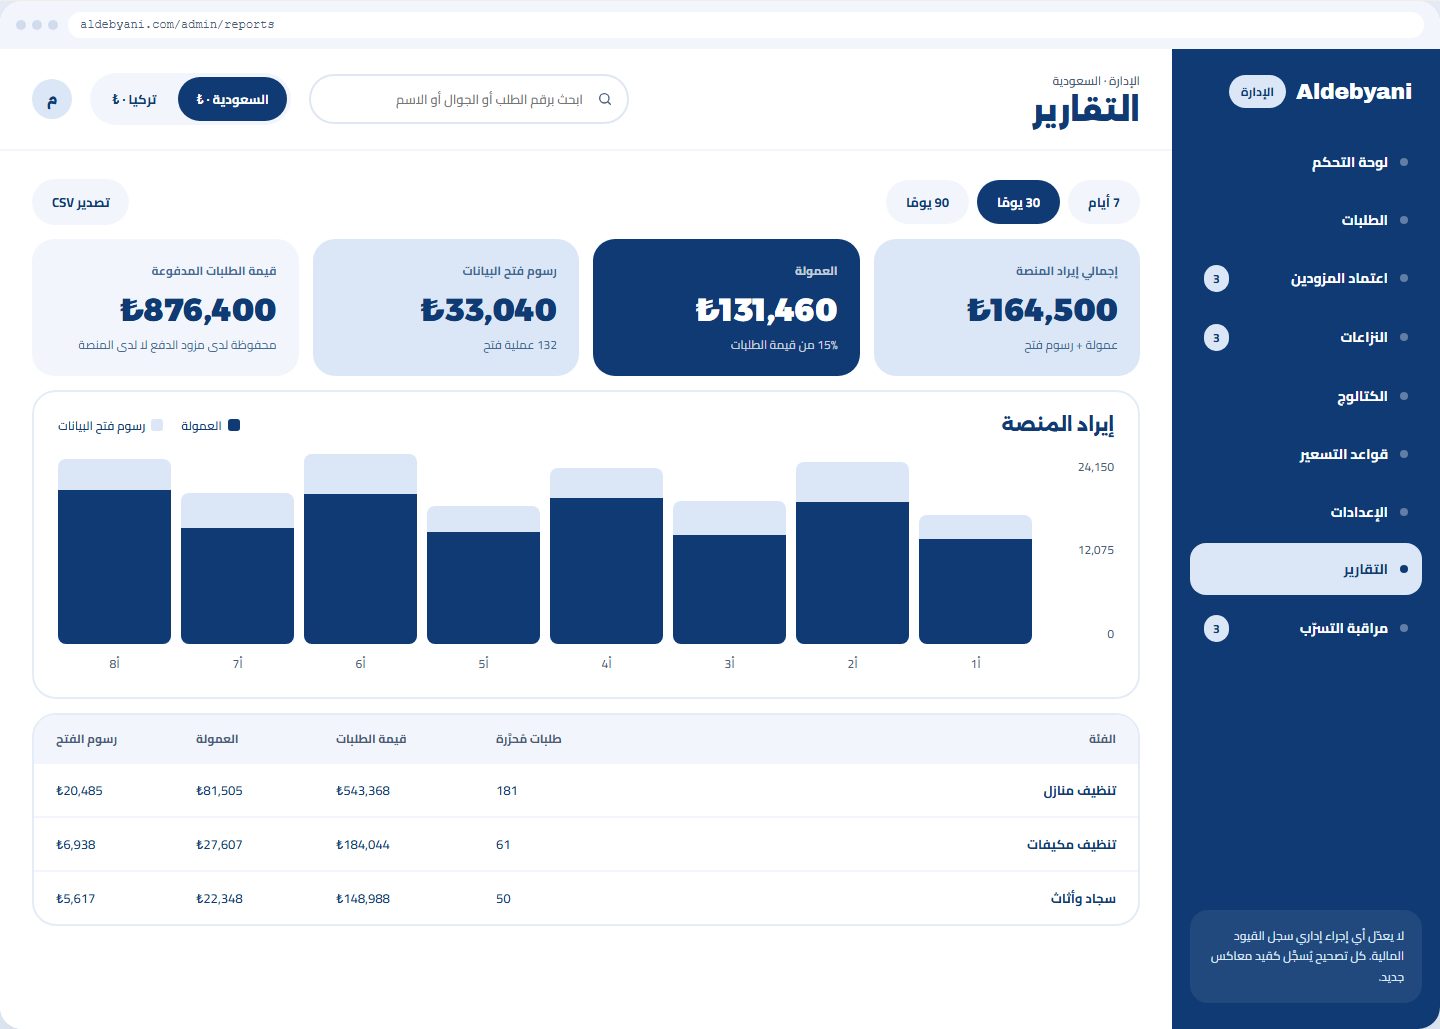 aldebyani.com/admin/reports
Aldebyani
الإدارة
لوحة التحكم
الطلبات
اعتماد المزودين
3
النزاعات
3
الكتالوج
قواعد التسعير
الإعدادات
التقارير
مراقبة التسرّب
3
لا يعدّل أي إجراء إداري سجل القيود
المالية. كل تصحيح يُسجَّل كقيد معاكس
جديد.
الإدارة · السعودية
التقارير
ابحث برقم الطلب أو الجوال أو الاسم
السعودية · ₺
تركيا · ₺
م
7 أيام
30 يومًا
90 يومًا
تصدير CSV
إجمالي إيراد المنصة
₺164,500
عمولة + رسوم فتح
العمولة
₺131,460
15% من قيمة الطلبات
رسوم فتح البيانات
₺33,040
132 عملية فتح
قيمة الطلبات المدفوعة
₺876,400
محفوظة لدى مزود الدفع لا لدى المنصة
إيراد المنصة
العمولة
رسوم فتح البيانات
24,150
12,075
0
أ1
أ2
أ3
أ4
أ5
أ6
أ7
أ8
الفئة
طلبات مُحرَّرة
قيمة الطلبات
العمولة
رسوم الفتح
تنظيف منازل
181
₺543,368
₺81,505
₺20,485
تنظيف مكيفات
61
₺184,044
₺27,607
₺6,938
سجاد وأثاث
50
₺148,988
₺22,348
₺5,617